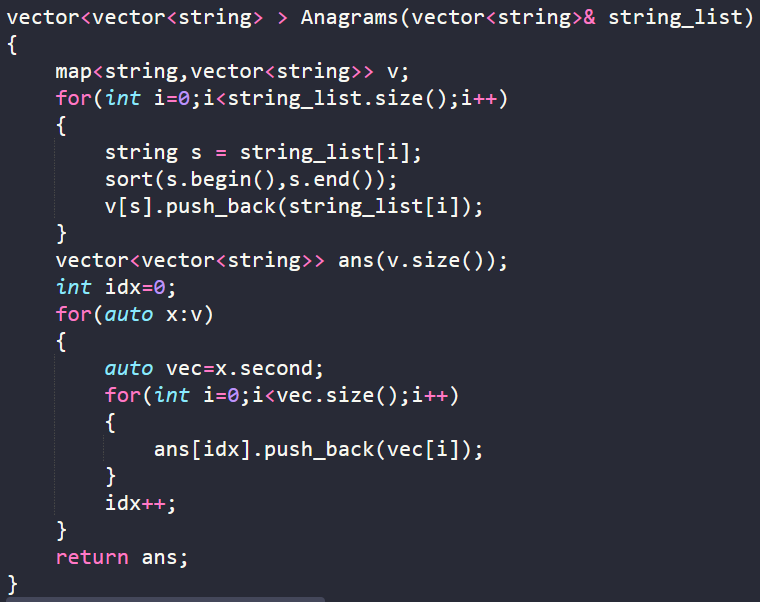 vector<vector<string> > Anagrams(vector<string>& string_list)
{
    map<string,vector<string>> v;
    for(int i=0;i<string_list.size();i++)
    {
        string s = string_list[i];
        sort(s.begin(),s.end());
        v[s].push_back(string_list[i]);
    }
    vector<vector<string>> ans(v.size());
    int idx=0;
    for(auto x:v)
    {
        auto vec=x.second;
        for(int i=0;i<vec.size();i++)
        {
            ans[idx].push_back(vec[i]);
        }
        idx++;
    }
    return ans;
}